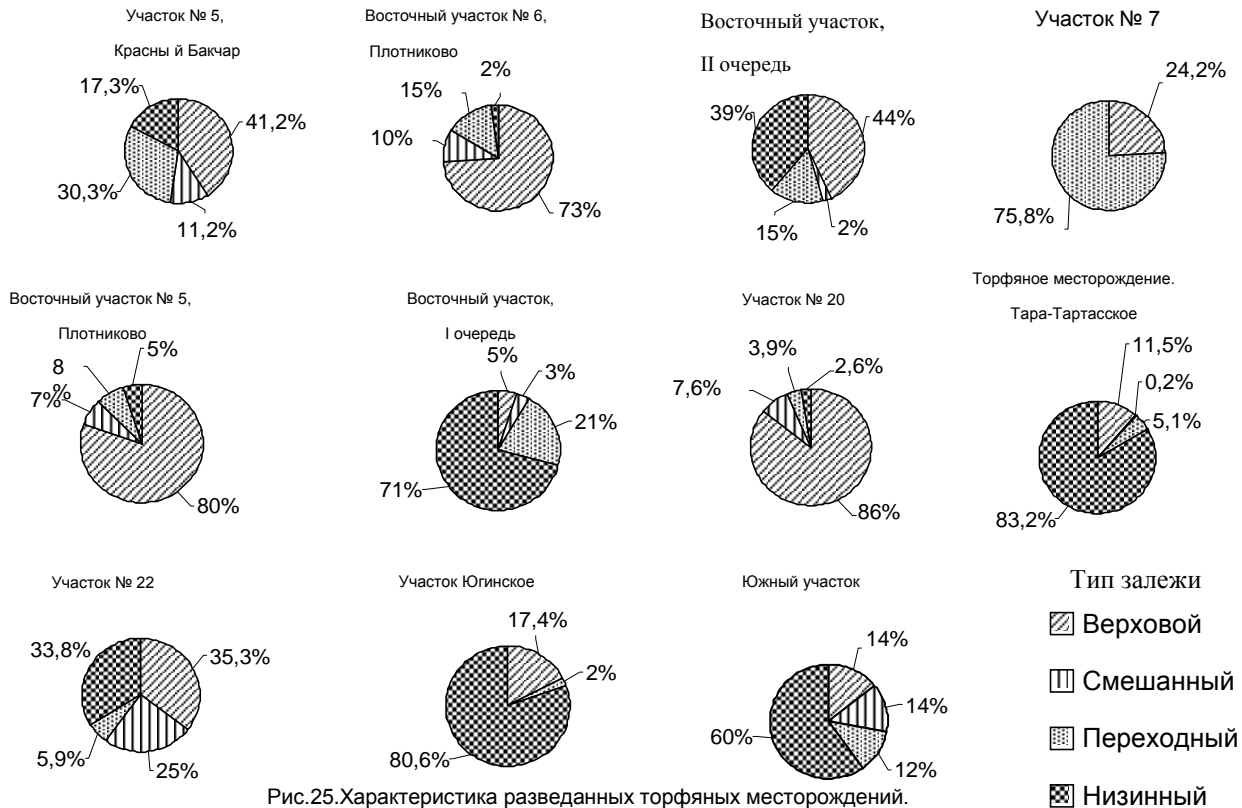 Участок № 5,
Красны й Бакчар
17,3%
41,2%
30,3%
11,2%
Восточный участок № 6,
Плотниково
2%
15%
10%
73%
Восточный участок,
II очередь
39%
44%
15%
2%
Участок № 7
24,2%
75,8%
Восточный участок № 5,
Плотниково
8
%
5%
7%
80%
Восточный участок,
I очередь
5%
3%
21%
71%
Участок № 20
3,9%
2,6%
7,6%
86%
Торфяное месторождение.
Тара-Тартасское
11,5%
0,2%
5,1%
83,2%
Участок № 22
33,8%
35,3%
5,9%
25%
Участок Югинское
17,4%
2%
80,6%
Южный участок
14%
14%
60%
12%
Тип залежи
Верховой
Смешанный
Переходный
Низинный
Рис.25.Характеристика разведанных торфяных месторождений.